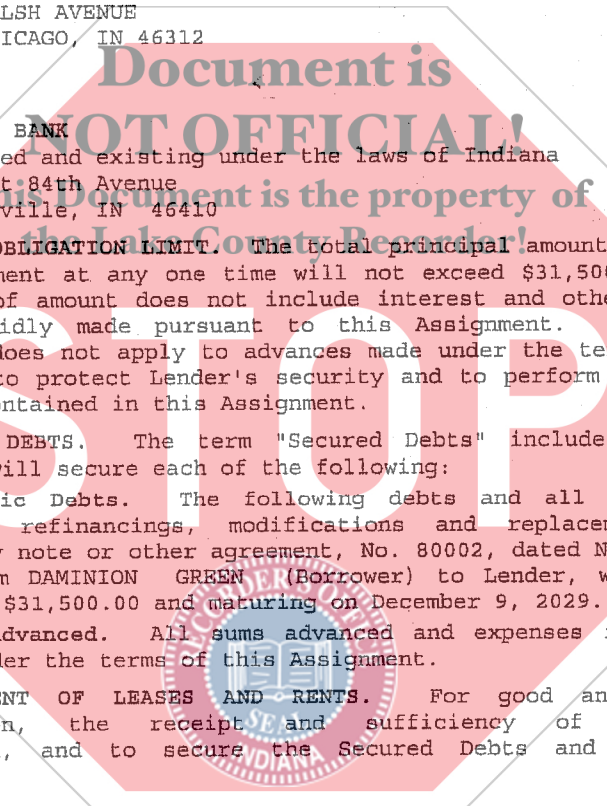 LSH AVENUE
ICAGO, IN 46312
Document is
BANK
NOT OFFICIAL!
ed and existing under the laws of Indiana
t 84th Avenue
This Document is the property of
ville, IN 46410
the Lake County Recorder!
OBLIGATION LIMIT. The total principal amount
ment at any one time will not exceed $31,500
of amount does not include interest and othe
idly made pursuant to this Assignment.
does not apply to advances made under the te
to protect Lender's security and to perform
ontained in this Assignment.
STOP
DEBTS. The term "Secured Debts" include
will secure each of the following:
ic Debts. The following debts and all
refinancings, modifications and replacem
y note or other agreement, No. 80002, dated N
m DAMINION GREEN (Borrower) to Lender, w
$31,500.00 and maturing on December 9, 2029.
Advanced. All sums advanced and expenses i
der the terms of this Assignment.
RECORDER'S OFFICE
ENT OF LEASES AND RENTS. For good an
n, the receipt and sufficiency of
, and to secure the Secured Debts and
SEAL
INDIANA